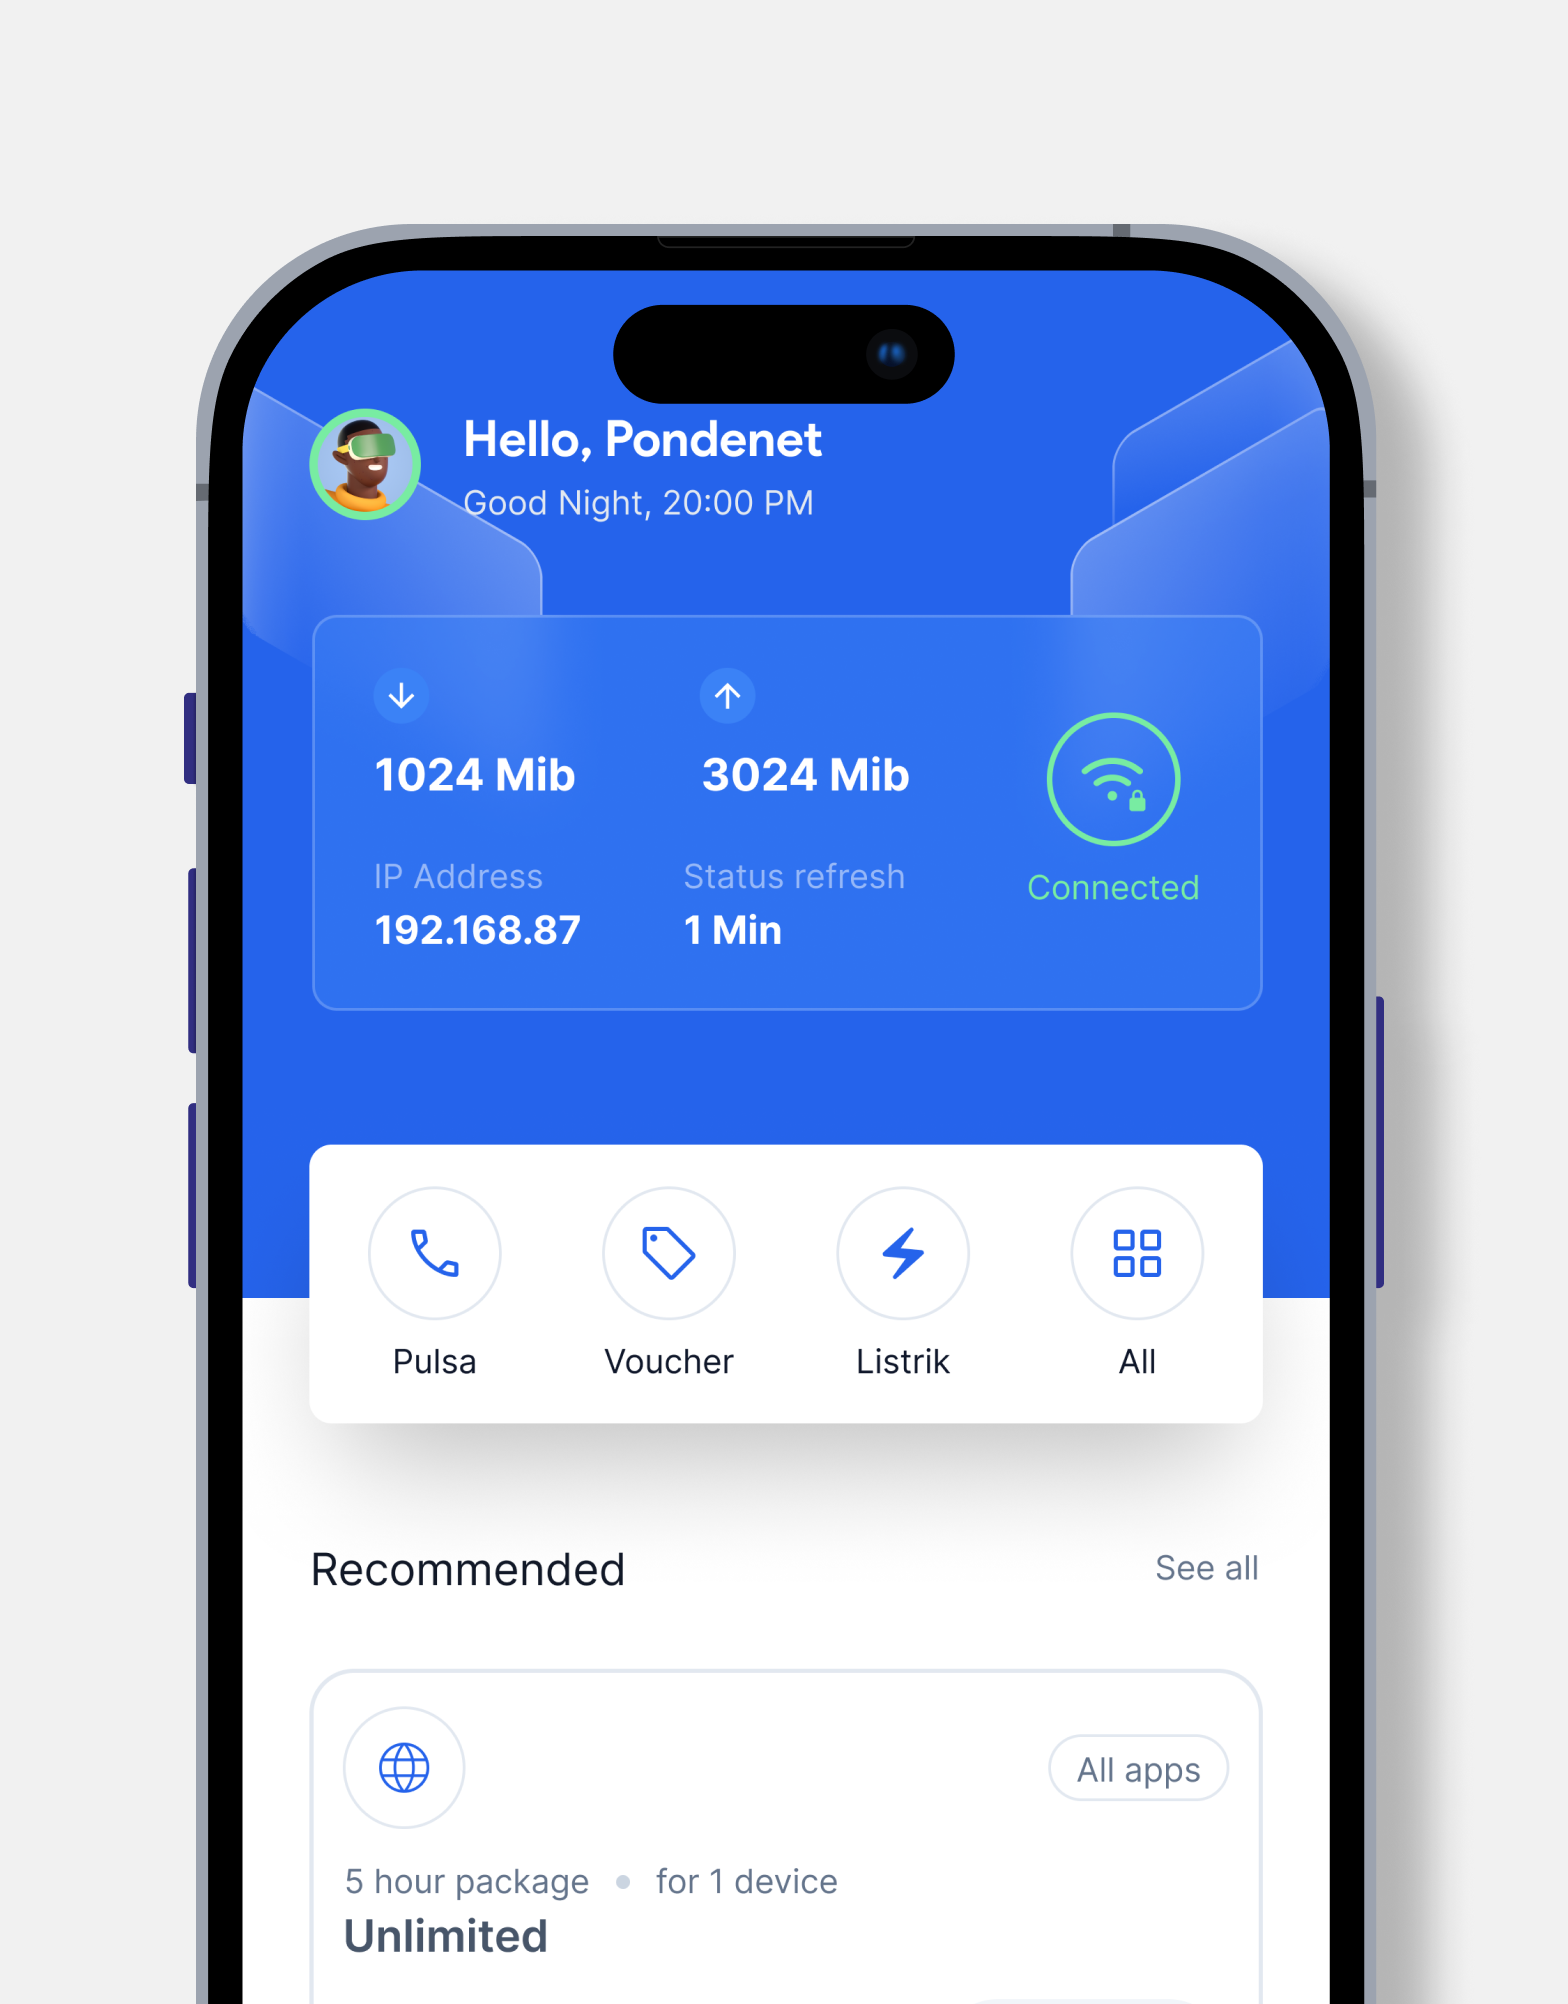 Hello, Pondenet
Good Night, 20:00 PM
1024 Mib
3024 Mib
IP Address
Status refresh
192.168.87
1 Min
Connected
Pulsa
Voucher
Listrik
All
Recommended
See all
All apps
5 hour package • for 1 device
Unlimited